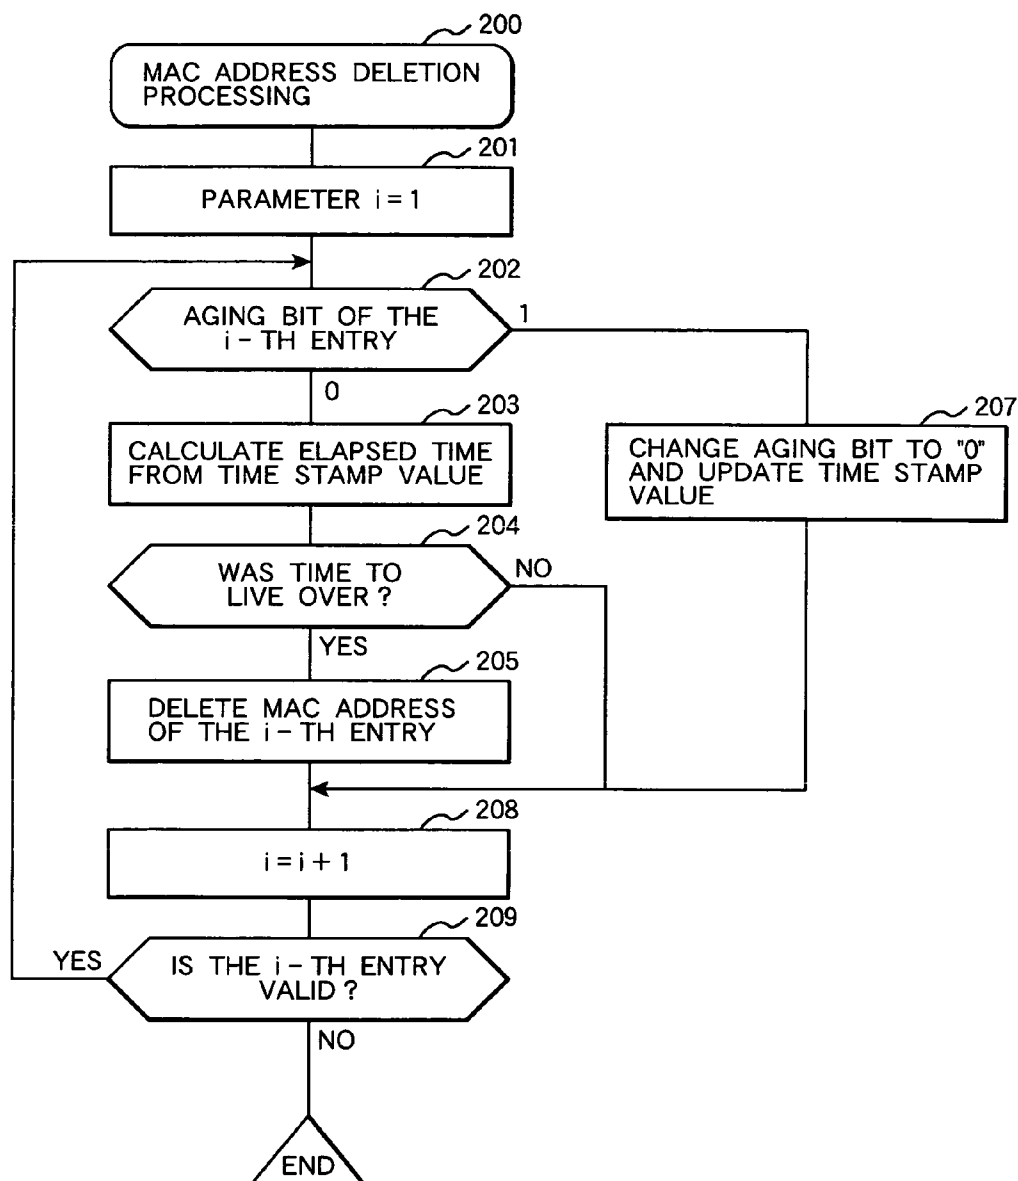 200
MAC ADDRESS DELETION
PROCESSING
201
PARAMETER i = 1
202
AGING BIT OF THE
i - TH ENTRY
1
0
203
CALCULATE ELAPSED TIME
FROM TIME STAMP VALUE
207
CHANGE AGING BIT TO "0"
AND UPDATE TIME STAMP
VALUE
204
WAS TIME TO
LIVE OVER ?
NO
YES
205
DELETE MAC ADDRESS
OF THE i - TH ENTRY
208
i = i + 1
209
IS THE i - TH ENTRY
VALID ?
YES
NO
END